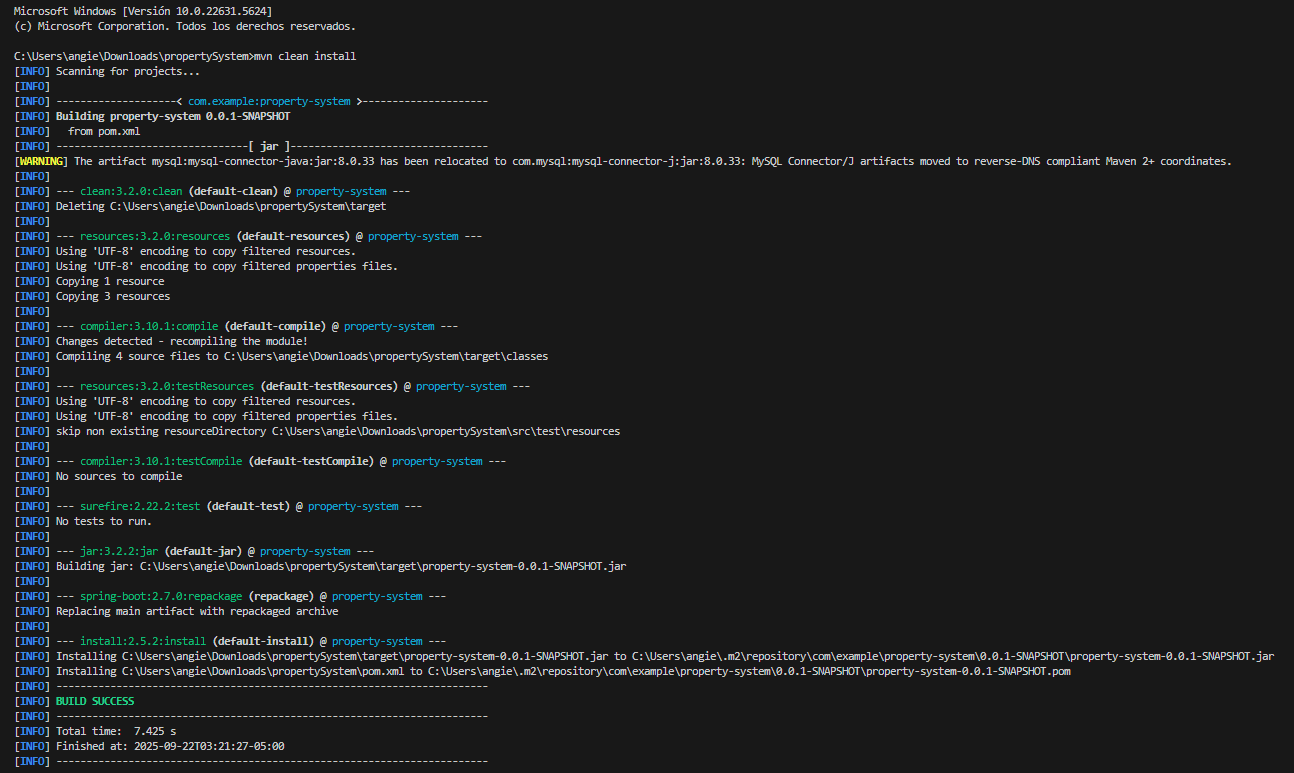 Microsoft Windows [Versión 10.0.22631.5624]
(c) Microsoft Corporation. Todos los derechos reservados.
C:\Users\angie\Downloads\propertySystem>mvn clean install
[INFO] Scanning for projects...
[INFO]
[INFO] --------------------< com.example:property-system >---------------------
[INFO] Building property-system 0.0.1-SNAPSHOT
[INFO]   from pom.xml
[INFO] --------------------------------[ jar ]---------------------------------
[WARNING] The artifact mysql:mysql-connector-java:jar:8.0.33 has been relocated to com.mysql:mysql-connector-j:jar:8.0.33: MySQL Connector/J artifacts moved to reverse-DNS compliant Maven 2+ coordinates.
[INFO]
[INFO] --- clean:3.2.0:clean (default-clean) @ property-system ---
[INFO] Deleting C:\Users\angie\Downloads\propertySystem\target
[INFO]
[INFO] --- resources:3.2.0:resources (default-resources) @ property-system ---
[INFO] Using 'UTF-8' encoding to copy filtered resources.
[INFO] Using 'UTF-8' encoding to copy filtered properties files.
[INFO] Copying 1 resource
[INFO] Copying 3 resources
[INFO]
[INFO] --- compiler:3.10.1:compile (default-compile) @ property-system ---
[INFO] Changes detected - recompiling the module!
[INFO] Compiling 4 source files to C:\Users\angie\Downloads\propertySystem\target\classes
[INFO]
[INFO] --- resources:3.2.0:testResources (default-testResources) @ property-system ---
[INFO] Using 'UTF-8' encoding to copy filtered resources.
[INFO] Using 'UTF-8' encoding to copy filtered properties files.
[INFO] skip non existing resourceDirectory C:\Users\angie\Downloads\propertySystem\src\test\resources
[INFO]
[INFO] --- compiler:3.10.1:testCompile (default-testCompile) @ property-system ---
[INFO] No sources to compile
[INFO]
[INFO] --- surefire:2.22.2:test (default-test) @ property-system ---
[INFO] No tests to run.
[INFO]
[INFO] --- jar:3.2.2:jar (default-jar) @ property-system ---
[INFO] Building jar: C:\Users\angie\Downloads\propertySystem\target\property-system-0.0.1-SNAPSHOT.jar
[INFO]
[INFO] --- spring-boot:2.7.0:repackage (repackage) @ property-system ---
[INFO] Replacing main artifact with repackaged archive
[INFO]
[INFO] --- install:2.5.2:install (default-install) @ property-system ---
[INFO] Installing C:\Users\angie\Downloads\propertySystem\target\property-system-0.0.1-SNAPSHOT.jar to C:\Users\angie\.m2\repository\com\example\property-system\0.0.1-SNAPSHOT\property-system-0.0.1-SNAPSHOT.jar
[INFO] Installing C:\Users\angie\Downloads\propertySystem\pom.xml to C:\Users\angie\.m2\repository\com\example\property-system\0.0.1-SNAPSHOT\property-system-0.0.1-SNAPSHOT.pom
[INFO] ------------------------------------------------------------------------
[INFO] BUILD SUCCESS
[INFO] ------------------------------------------------------------------------
[INFO] Total time:  7.425 s
[INFO] Finished at: 2025-09-22T03:21:27-05:00
[INFO] ------------------------------------------------------------------------